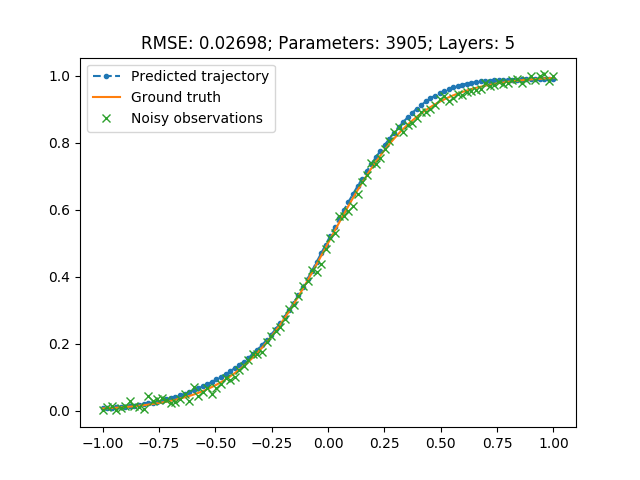 RMSE: 0.02698; Parameters: 3905; Layers: 5
Predicted trajectory
Ground truth
Noisy observations
1.0
0.8
0.6
0.4
0.2
0.0
−1.00 −0.75 −0.50 −0.25 0.00 0.25 0.50 0.75 1.00